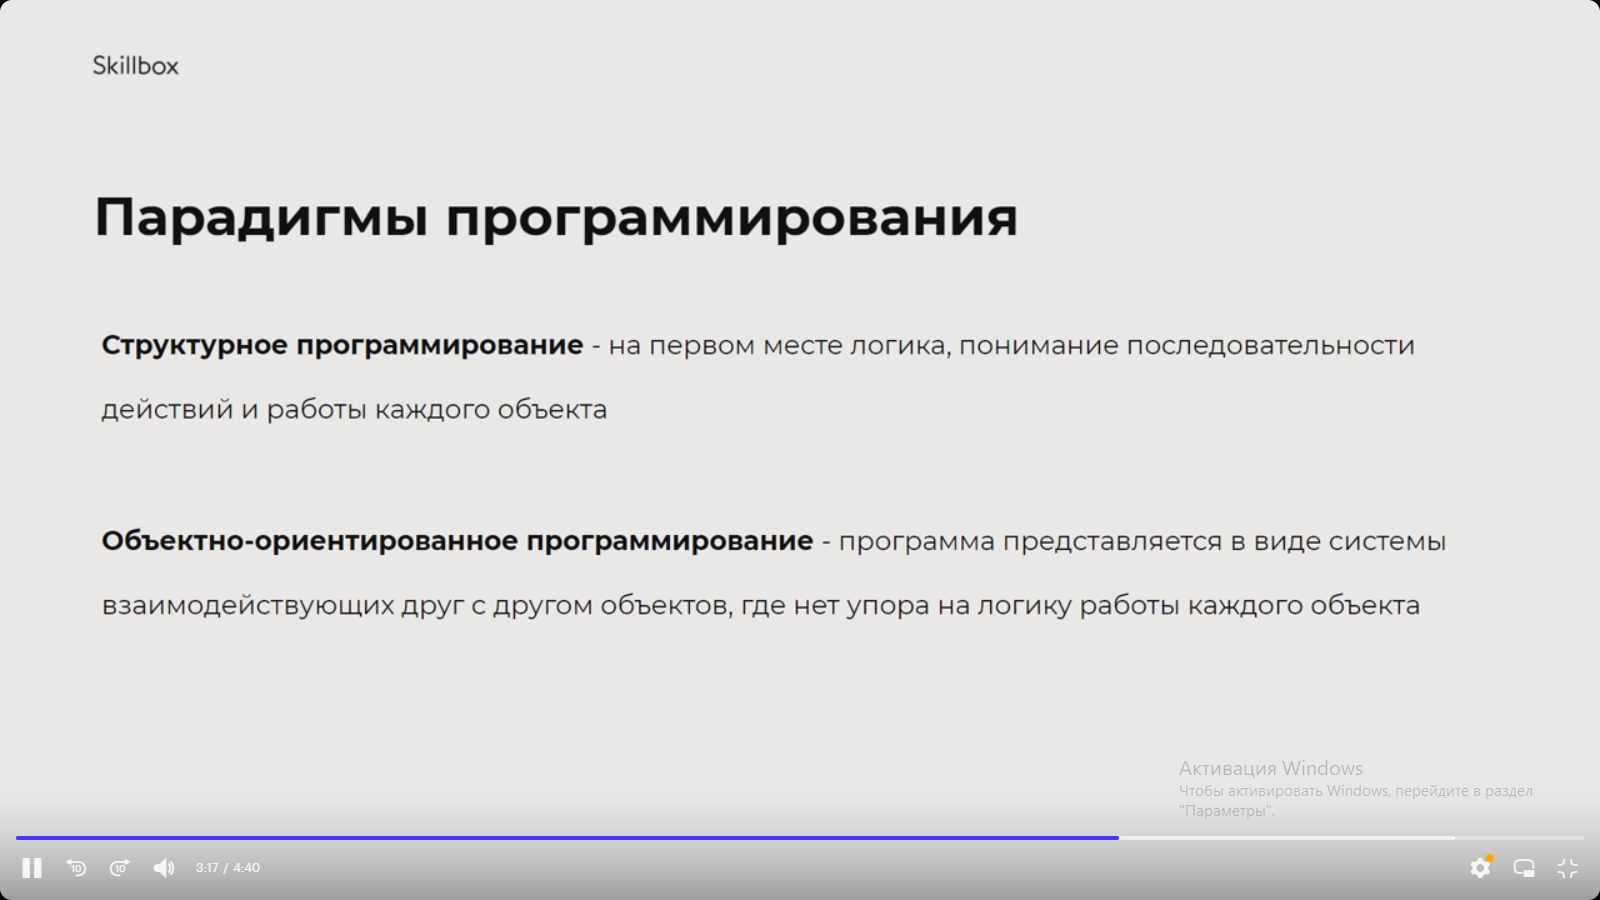 Skillbox
Парадигмы программирования
Структурное программирование - на первом месте логика, понимание последовательности
действий и работы каждого объекта
Объектно-ориентированное программирование - программа представляется в виде системы
взаимодействующих друг с другом объектов, где нет упора на логику работы каждого объекта
Активация Windows
Чтобы активировать Windows, перейдите в раздел
"Параметры".
10 10 3:17 / 4:40